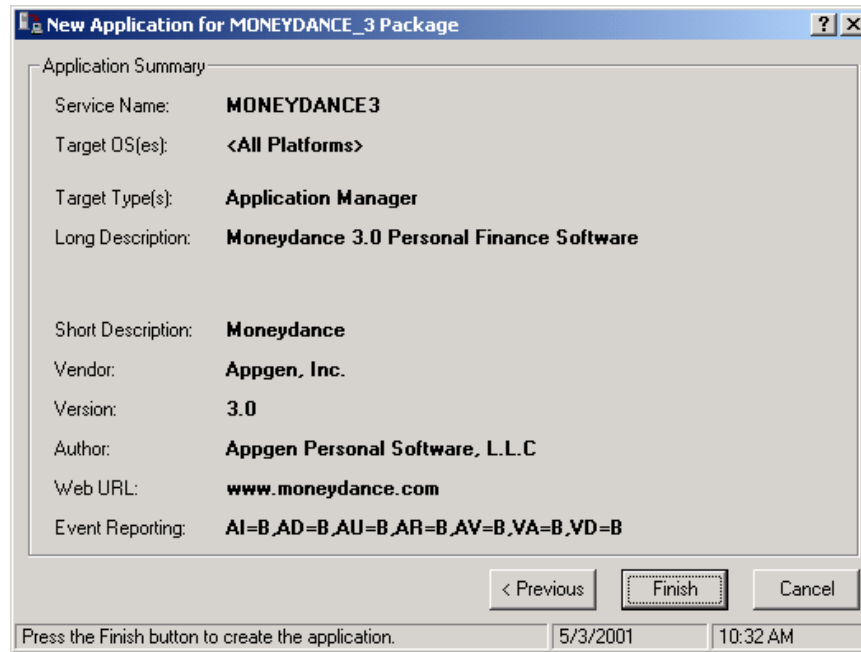 New Application for MONEYDANCE_3 Package
Application Summary
Service Name: MONEYDANCE3
Target OS(es): <All Platforms>
Target Type(s): Application Manager
Long Description: Moneydance 3.0 Personal Finance Software
Short Description: Moneydance
Vendor: Appgen, Inc.
Version: 3.0
Author: Appgen Personal Software, L.L.C
Web URL: www.moneydance.com
Event Reporting: AI=B,AD=B,AU=B,AR=B,AV=B,VA=B,VD=B
< Previous Finish Cancel
Press the Finish button to create the application. 5/3/2001 10:32 AM